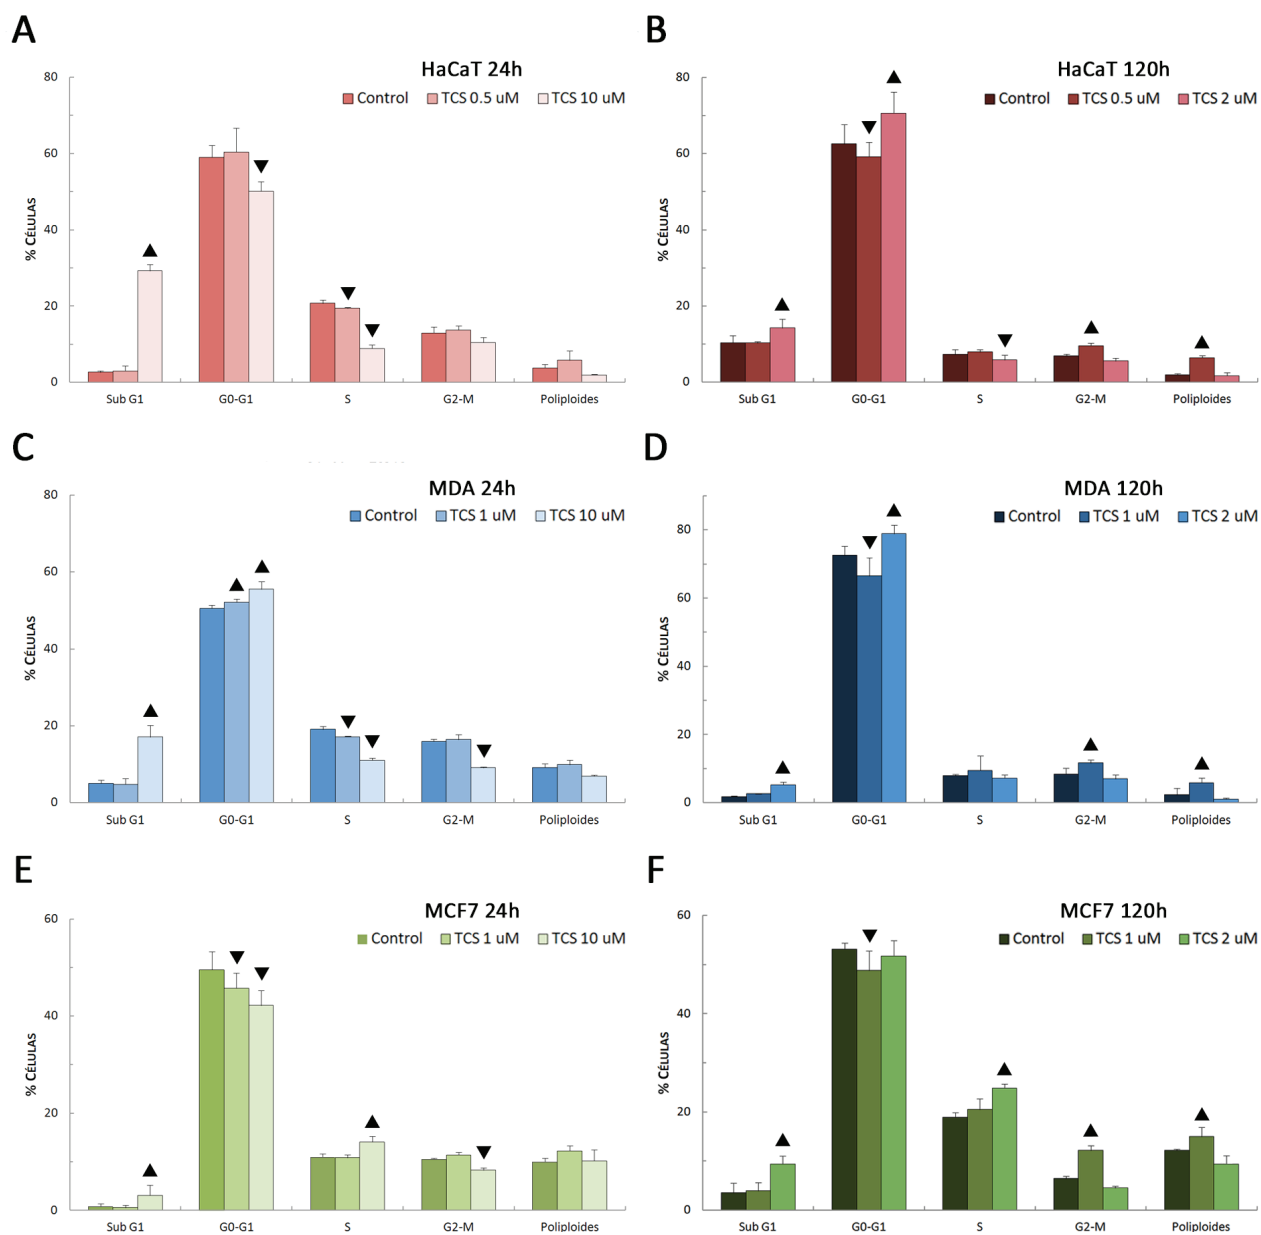 A
HaCaT 24h
Control TCS 0.5 uM TCS 10 uM
% CÉLULAS
80
60
40
20
0
Sub G1 G0-G1 S G2-M Poliploides
B
HaCaT 120h
Control TCS 0.5 uM TCS 2 uM
% CÉLULAS
80
60
40
20
0
Sub G1 G0-G1 S G2-M Poliploides
C
MDA 24h
Control TCS 1 uM TCS 10 uM
% CÉLULAS
80
60
40
20
0
Sub G1 G0-G1 S G2-M Poliploides
D
MDA 120h
Control TCS 1 uM TCS 2 uM
% CÉLULAS
80
60
40
20
0
Sub G1 G0-G1 S G2-M Poliploides
E
MCF7 24h
Control TCS 1 uM TCS 10 uM
% CÉLULAS
60
40
20
0
Sub G1 G0-G1 S G2-M Poliploides
F
MCF7 120h
Control TCS 1 uM TCS 2 uM
% CÉLULAS
60
40
20
0
Sub G1 G0-G1 S G2-M Poliploides